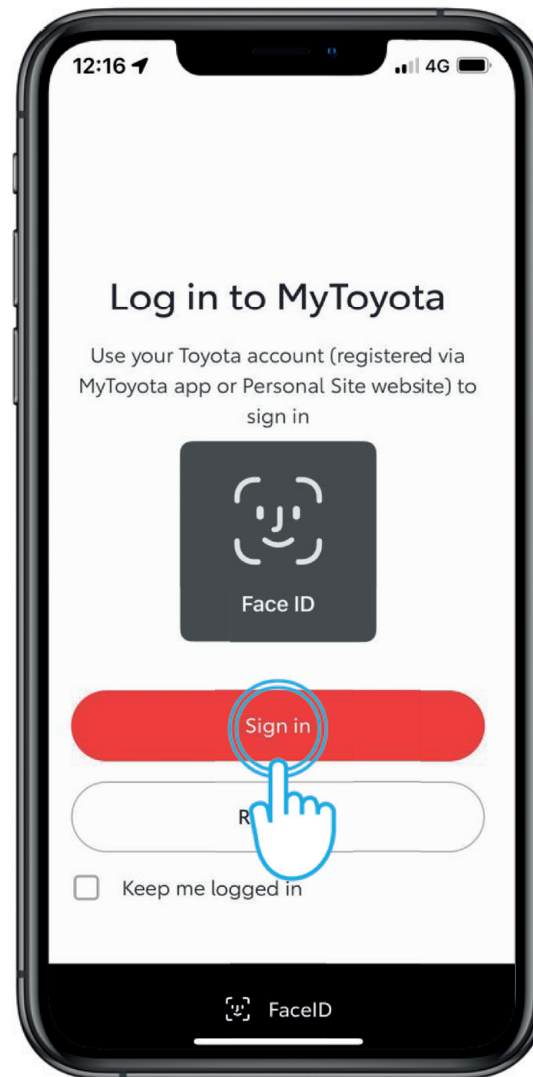 12:16
4G
Log in to MyToyota
Use your Toyota account (registered via
MyToyota app or Personal Site website) to
sign in
Face ID
Sign in
Keep me logged in
FaceID